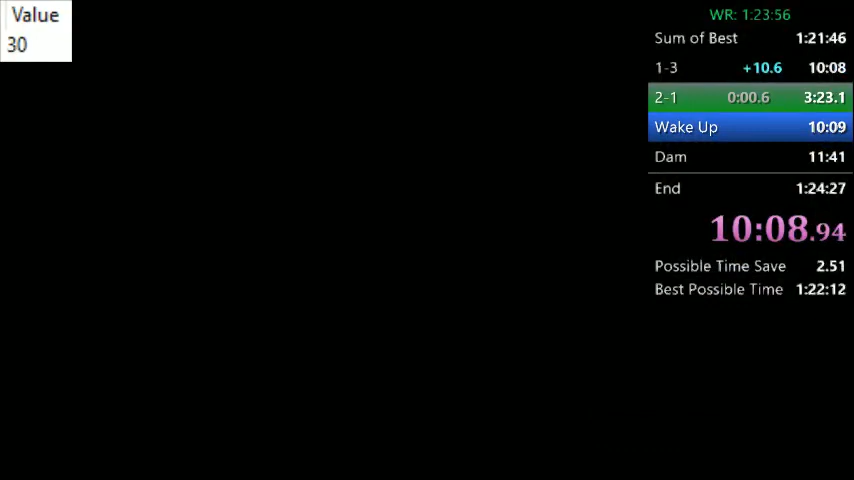 Value
30
WR: 1:23:56
Sum of Best 1:21:46
1-3 +10.6 10:08
2-1 0:00.6 3:23.1
Wake Up 10:09
Dam 11:41
End 1:24:27
10:08.94
Possible Time Save 2.51
Best Possible Time 1:22:12